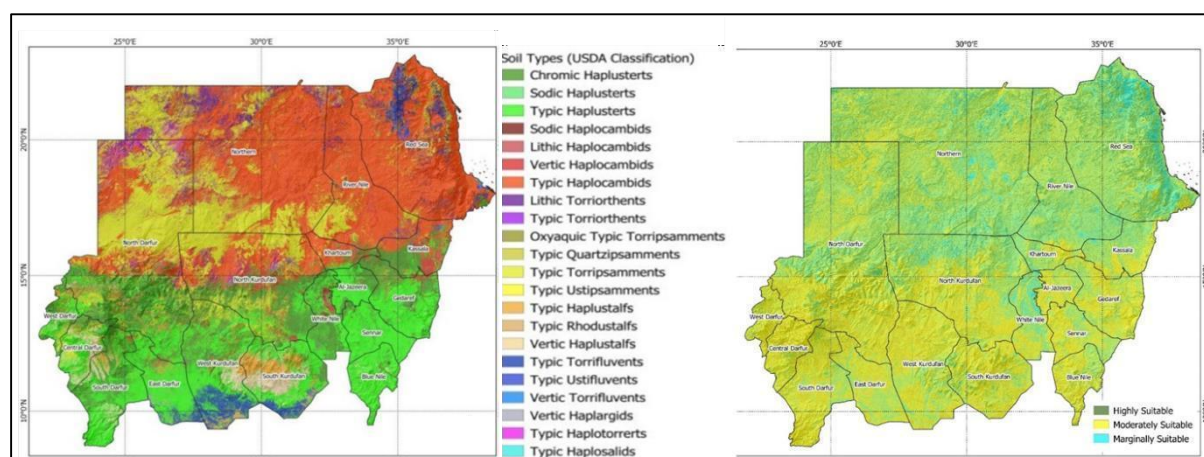 25°0'E 30°0'E 35°0'E
20°0'N
15°0'N
10°0'N
Northern
Red Sea
River Nile
North Darfur
Khartoum
Kassala
North Kurdufan
Al-Jazeera
Gedaref
West Darfur
White Nile
Sennar
Central Darfur
West Kurdufan
South Kurdufan
South Darfur
East Darfur
Blue Nile
Soil Types (USDA Classification)
Chromic Haplusterts
Sodic Haplusterts
Typic Haplusterts
Sodic Haplocambids
Lithic Haplocambids
Vertic Haplocambids
Typic Haplocambids
Lithic Torriorthents
Typic Torriorthents
Oxyaquic Typic Torripsamments
Typic Quartzipsamments
Typic Torripsamments
Typic Ustipsamments
Typic Haplustalfs
Typic Rhodustalfs
Vertic Haplustalfs
Typic Torrifluvents
Typic Ustifluvents
Vertic Torrifluvents
Vertic Haplargids
Typic Haplotorrerts
Typic Haplosalids
25°0'E 30°0'E 35°0'E
Northern
Red Sea
River Nile
North Darfur
Khartoum
Kassala
North Kurdufan
Al-Jazeera
Gedaref
West Darfur
White Nile
Sennar
Central Darfur
West Kurdufan
South Kurdufan
South Darfur
East Darfur
Blue Nile
Highly Suitable
Moderately Suitable
Marginally Suitable